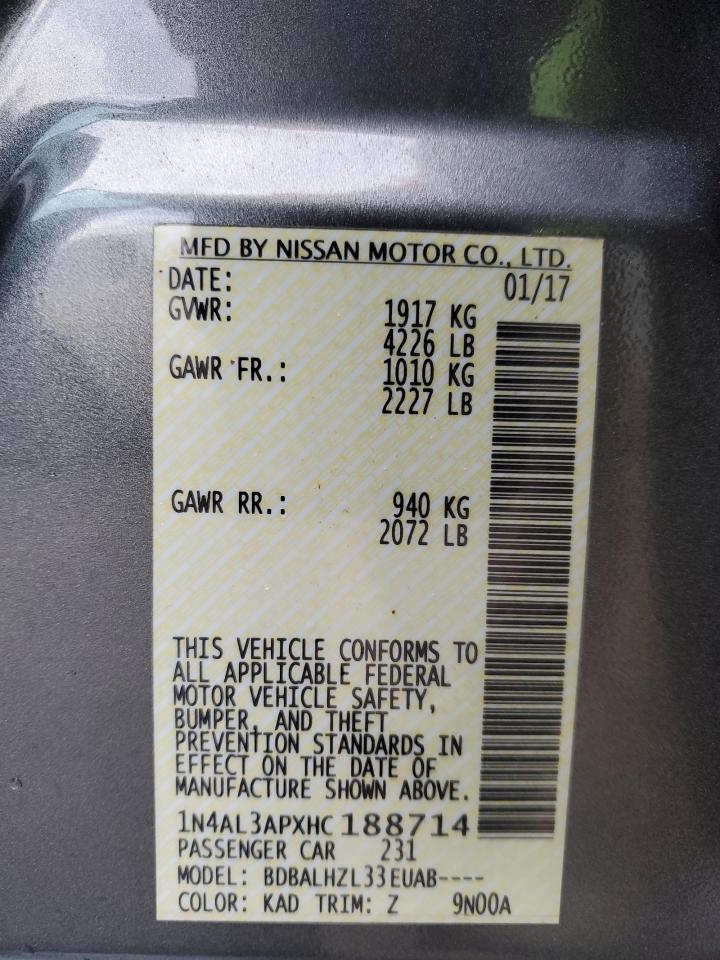 MFD BY NISSAN MOTOR CO., LTD.
DATE: 01/17
GVWR: 1917 KG
4226 LB
GAWR FR.: 1010 KG
2227 LB
GAWR RR.: 940 KG
2072 LB
THIS VEHICLE CONFORMS TO
ALL APPLICABLE FEDERAL
MOTOR VEHICLE SAFETY,
BUMPER, AND THEFT
PREVENTION STANDARDS IN
EFFECT ON THE DATE OF
MANUFACTURE SHOWN ABOVE.
1N4AL3APXHC188714
PASSENGER CAR 231
MODEL: BDBALHZL33EUAB----
COLOR: KAD TRIM: Z 9N00A